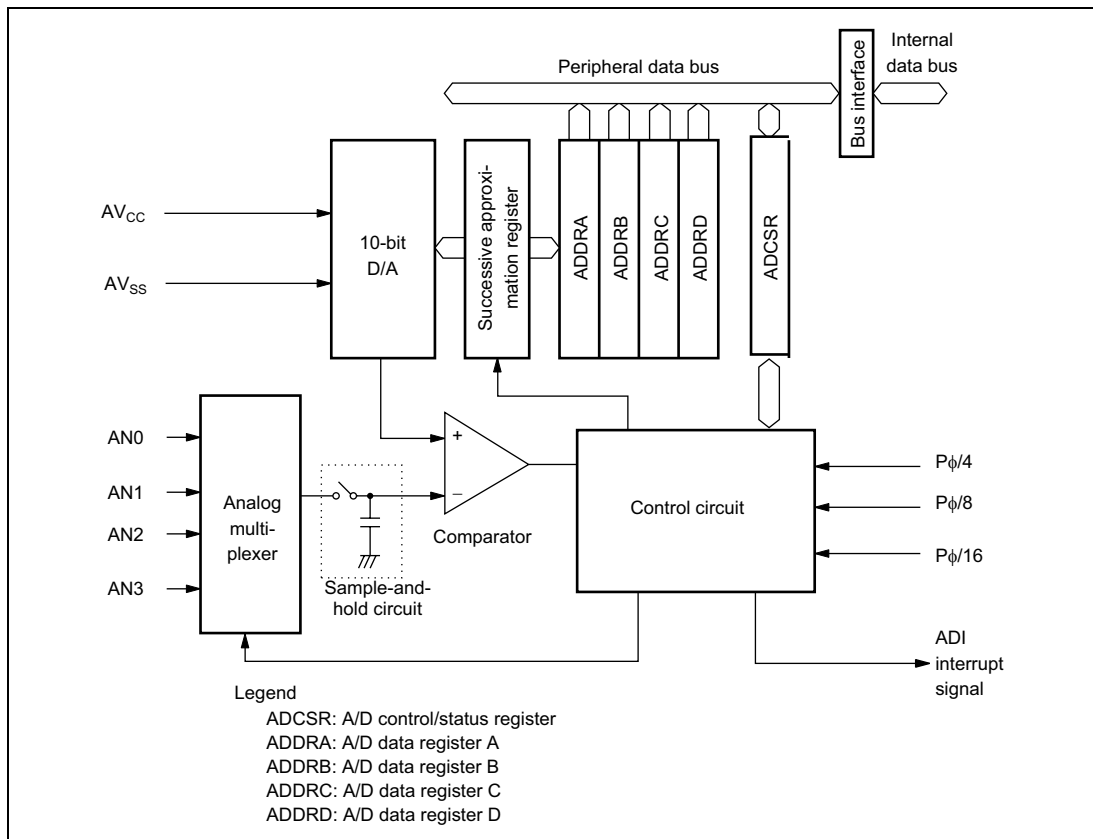 Peripheral data bus
Internal
data bus
Bus interface
AV_CC
AV_SS
10-bit
D/A
Successive approxi-
mation register
ADDRA
ADDRB
ADDRC
ADDRD
ADCSR
AN0
AN1
AN2
AN3
Analog
multi-
plexer
+
−
Comparator
Sample-and-
hold circuit
Control circuit
Pϕ/4
Pϕ/8
Pϕ/16
ADI
interrupt
signal
Legend
ADCSR: A/D control/status register
ADDRA: A/D data register A
ADDRB: A/D data register B
ADDRC: A/D data register C
ADDRD: A/D data register D